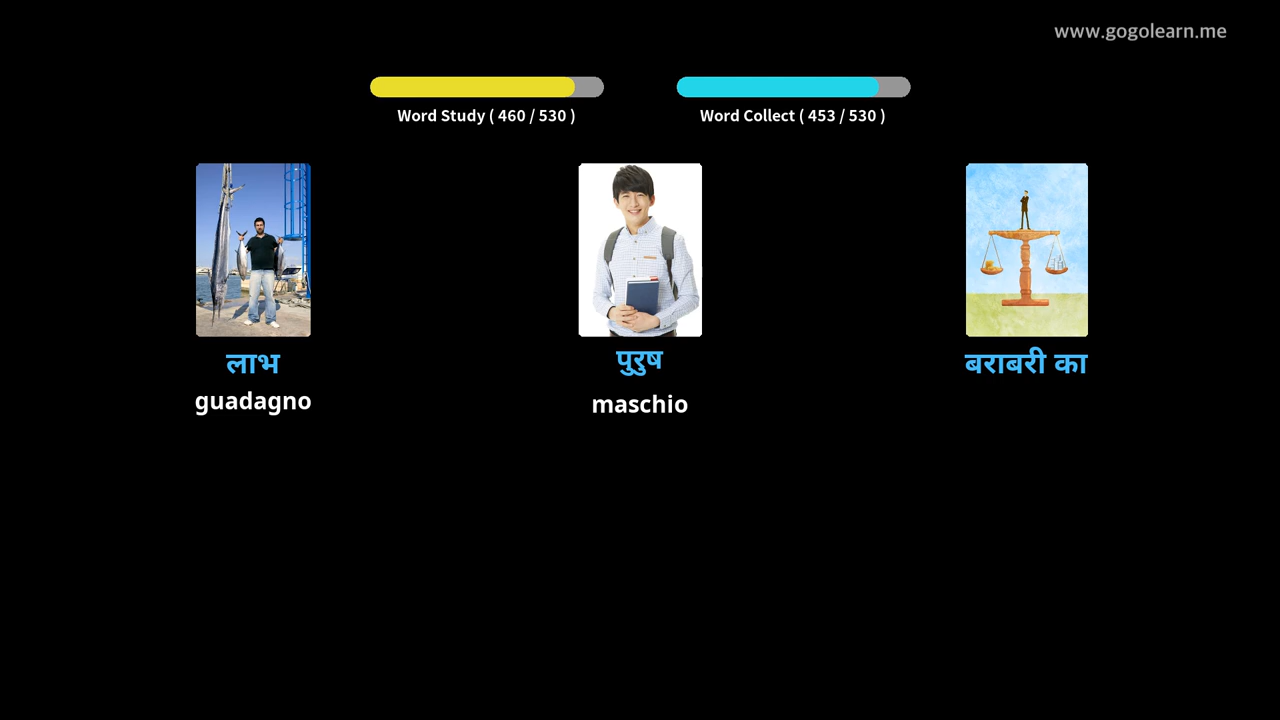 www.gogolearn.me
Word Study ( 460 / 530 )
Word Collect ( 453 / 530 )
लाभ
पुरुष
बराबरी का
guadagno
maschio